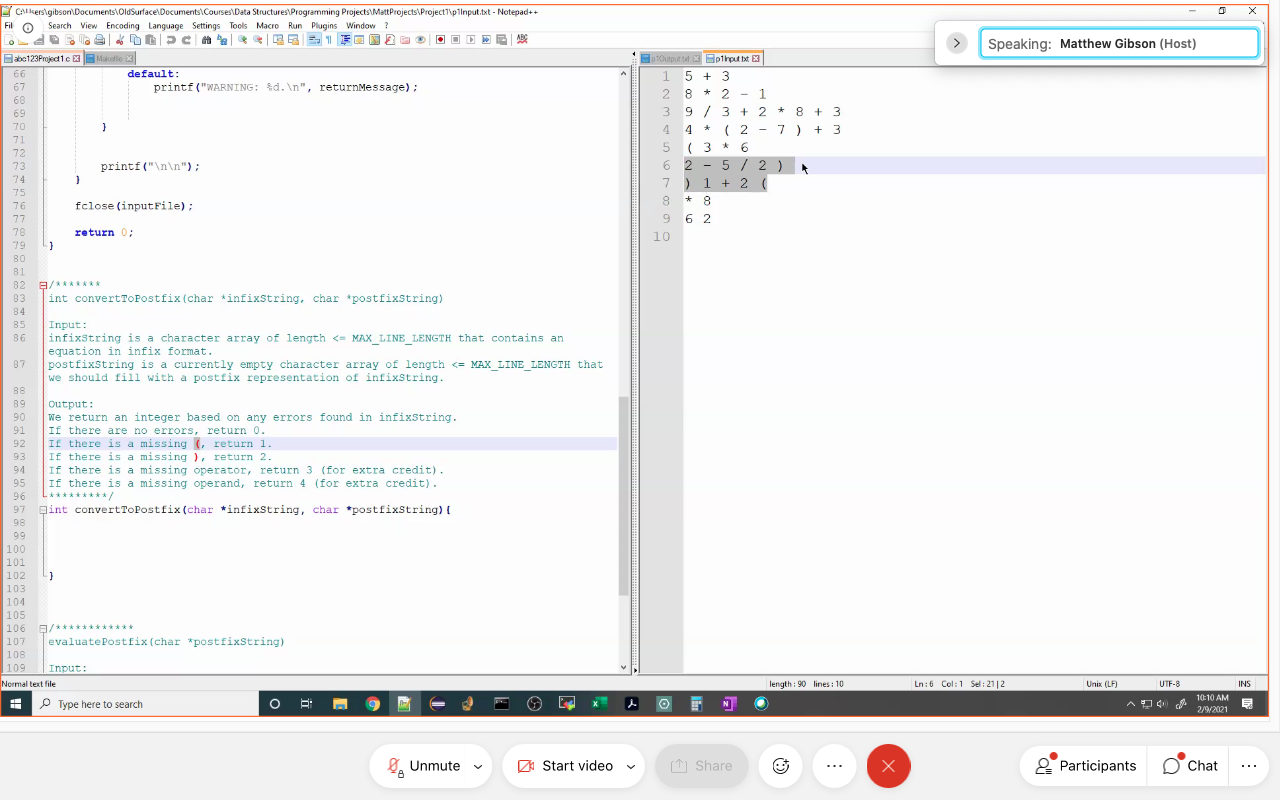 C:\Users\gibson\Documents\OldSurface\Documents\Courses\Data Structures\Programming Projects\MattProjects\Project1\p1Input.txt - Notepad++
Search View Encoding Language Settings Tools Macro Run Plugins Window ?
Speaking: Matthew Gibson (Host)
abc123Project1.c Makefile
p1Output.txt p1Input.txt
66 default:
67 printf("WARNING: %d.\n", returnMessage);
68
69
70 }
71
72
73 printf("\n\n");
74 }
75
76 fclose(inputFile);
77
78 return 0;
79 }
80
81
82 /*******
83 int convertToPostfix(char *infixString, char *postfixString)
84
85 Input:
86 infixString is a character array of length <= MAX_LINE_LENGTH that contains an
equation in infix format.
87 postfixString is a currently empty character array of length <= MAX_LINE_LENGTH that
we should fill with a postfix representation of infixString.
88
89 Output:
90 We return an integer based on any errors found in infixString.
91 If there are no errors, return 0.
92 If there is a missing (, return 1.
93 If there is a missing ), return 2.
94 If there is a missing operator, return 3 (for extra credit).
95 If there is a missing operand, return 4 (for extra credit).
96 *********/
97 int convertToPostfix(char *infixString, char *postfixString){
98
99
100
101
102 }
103
104
105
106 /************
107 evaluatePostfix(char *postfixString)
108
109 Input:
1 5 + 3
2 8 * 2 - 1
3 9 / 3 + 2 * 8 + 3
4 4 * ( 2 - 7 ) + 3
5 ( 3 * 6
6 2 - 5 / 2 )
7 ) 1 + 2 (
8 * 8
9 6 2
10
Normal text file length : 90 lines : 10 Ln : 6 Col : 1 Sel : 21 | 2 Unix (LF) UTF-8 INS
Type here to search
10:10 AM
2/9/2021
Unmute Start video Share Participants Chat